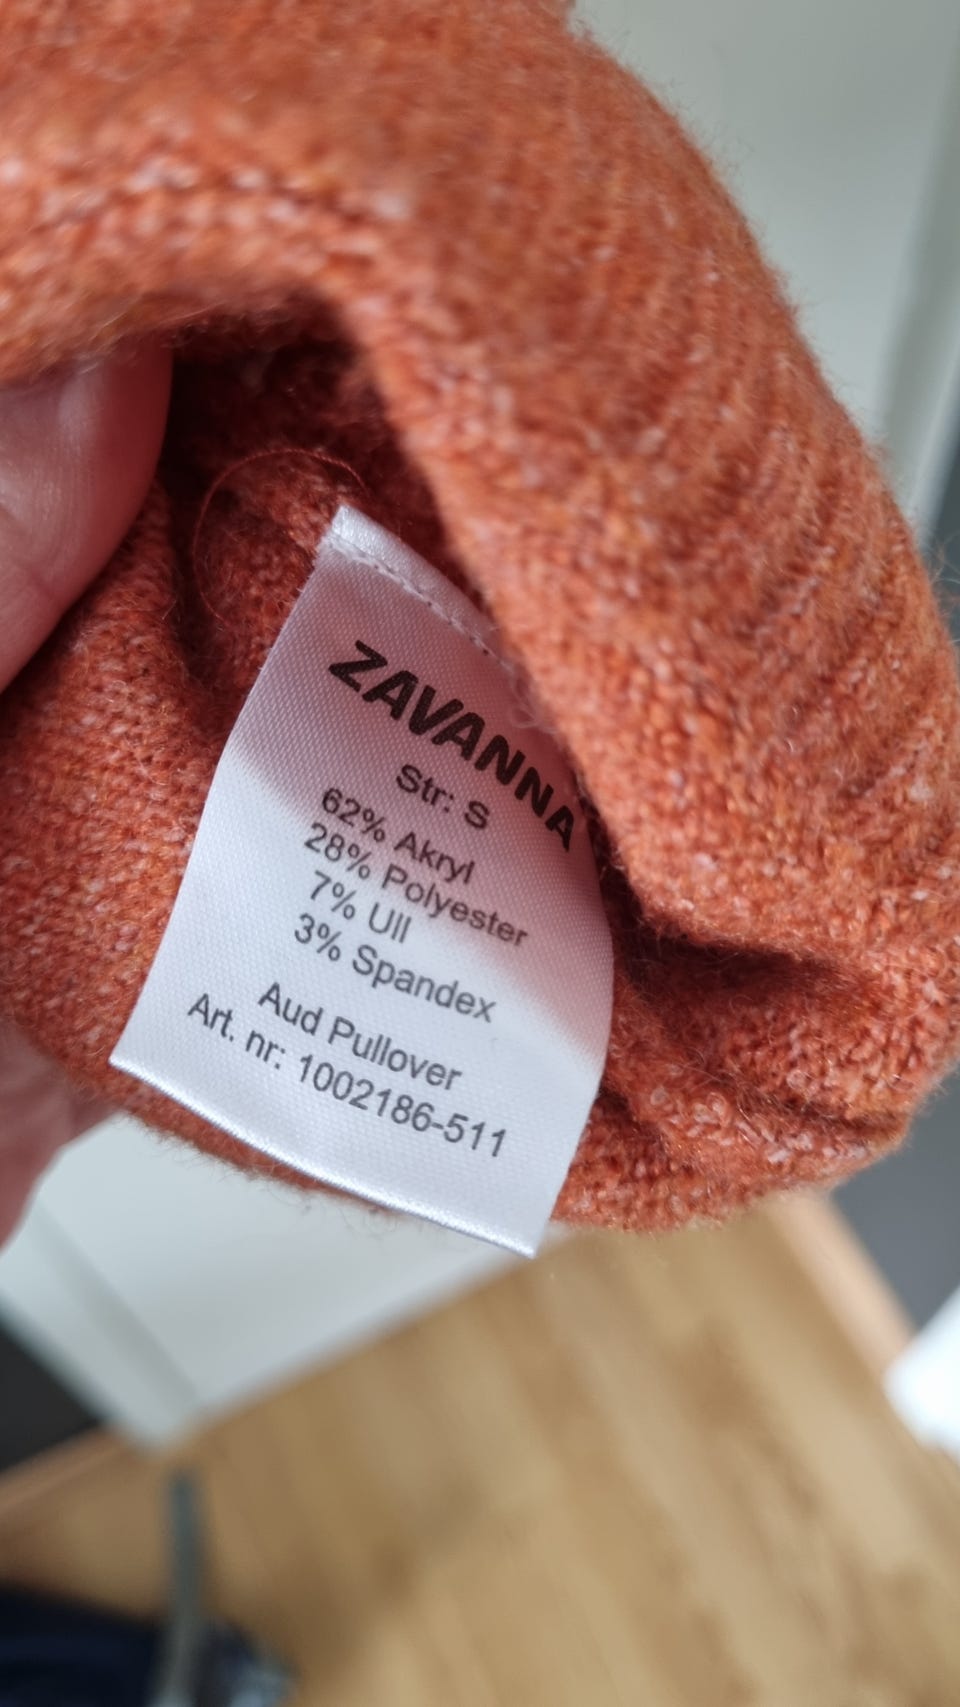 ZAVANNA
Str: S
62% Akryl
28% Polyester
7% Ull
3% Spandex
Aud Pullover
Art. nr: 1002186-511